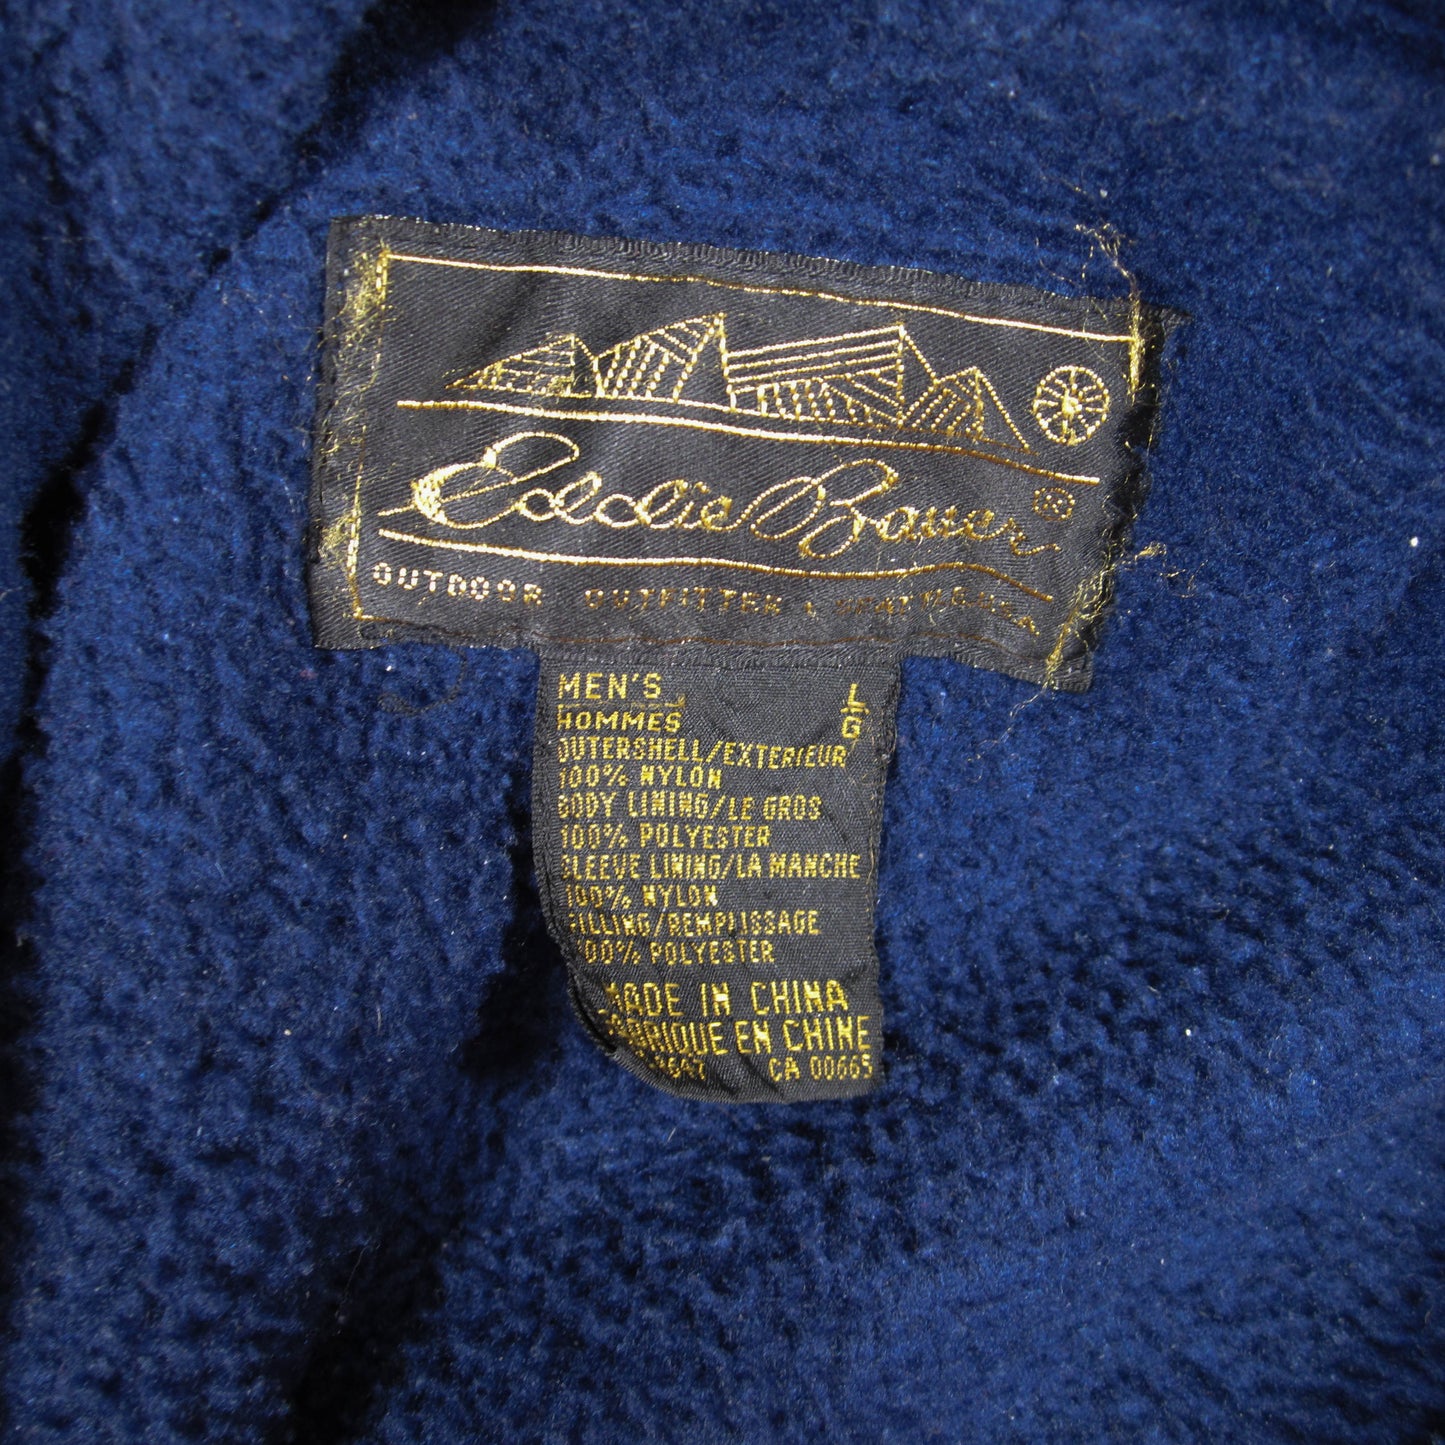 Eddie Bauer ®
OUTDOOR OUTFITTER
MEN'S L
HOMMES G
OUTERSHELL/EXTERIEUR
100% NYLON
BODY LINING/LE GROS
100% POLYESTER
SLEEVE LINING/LA MANCHE
100% NYLON
FILLING/REMPLISSAGE
100% POLYESTER
MADE IN CHINA
FABRIQUE EN CHINE
CA 00665